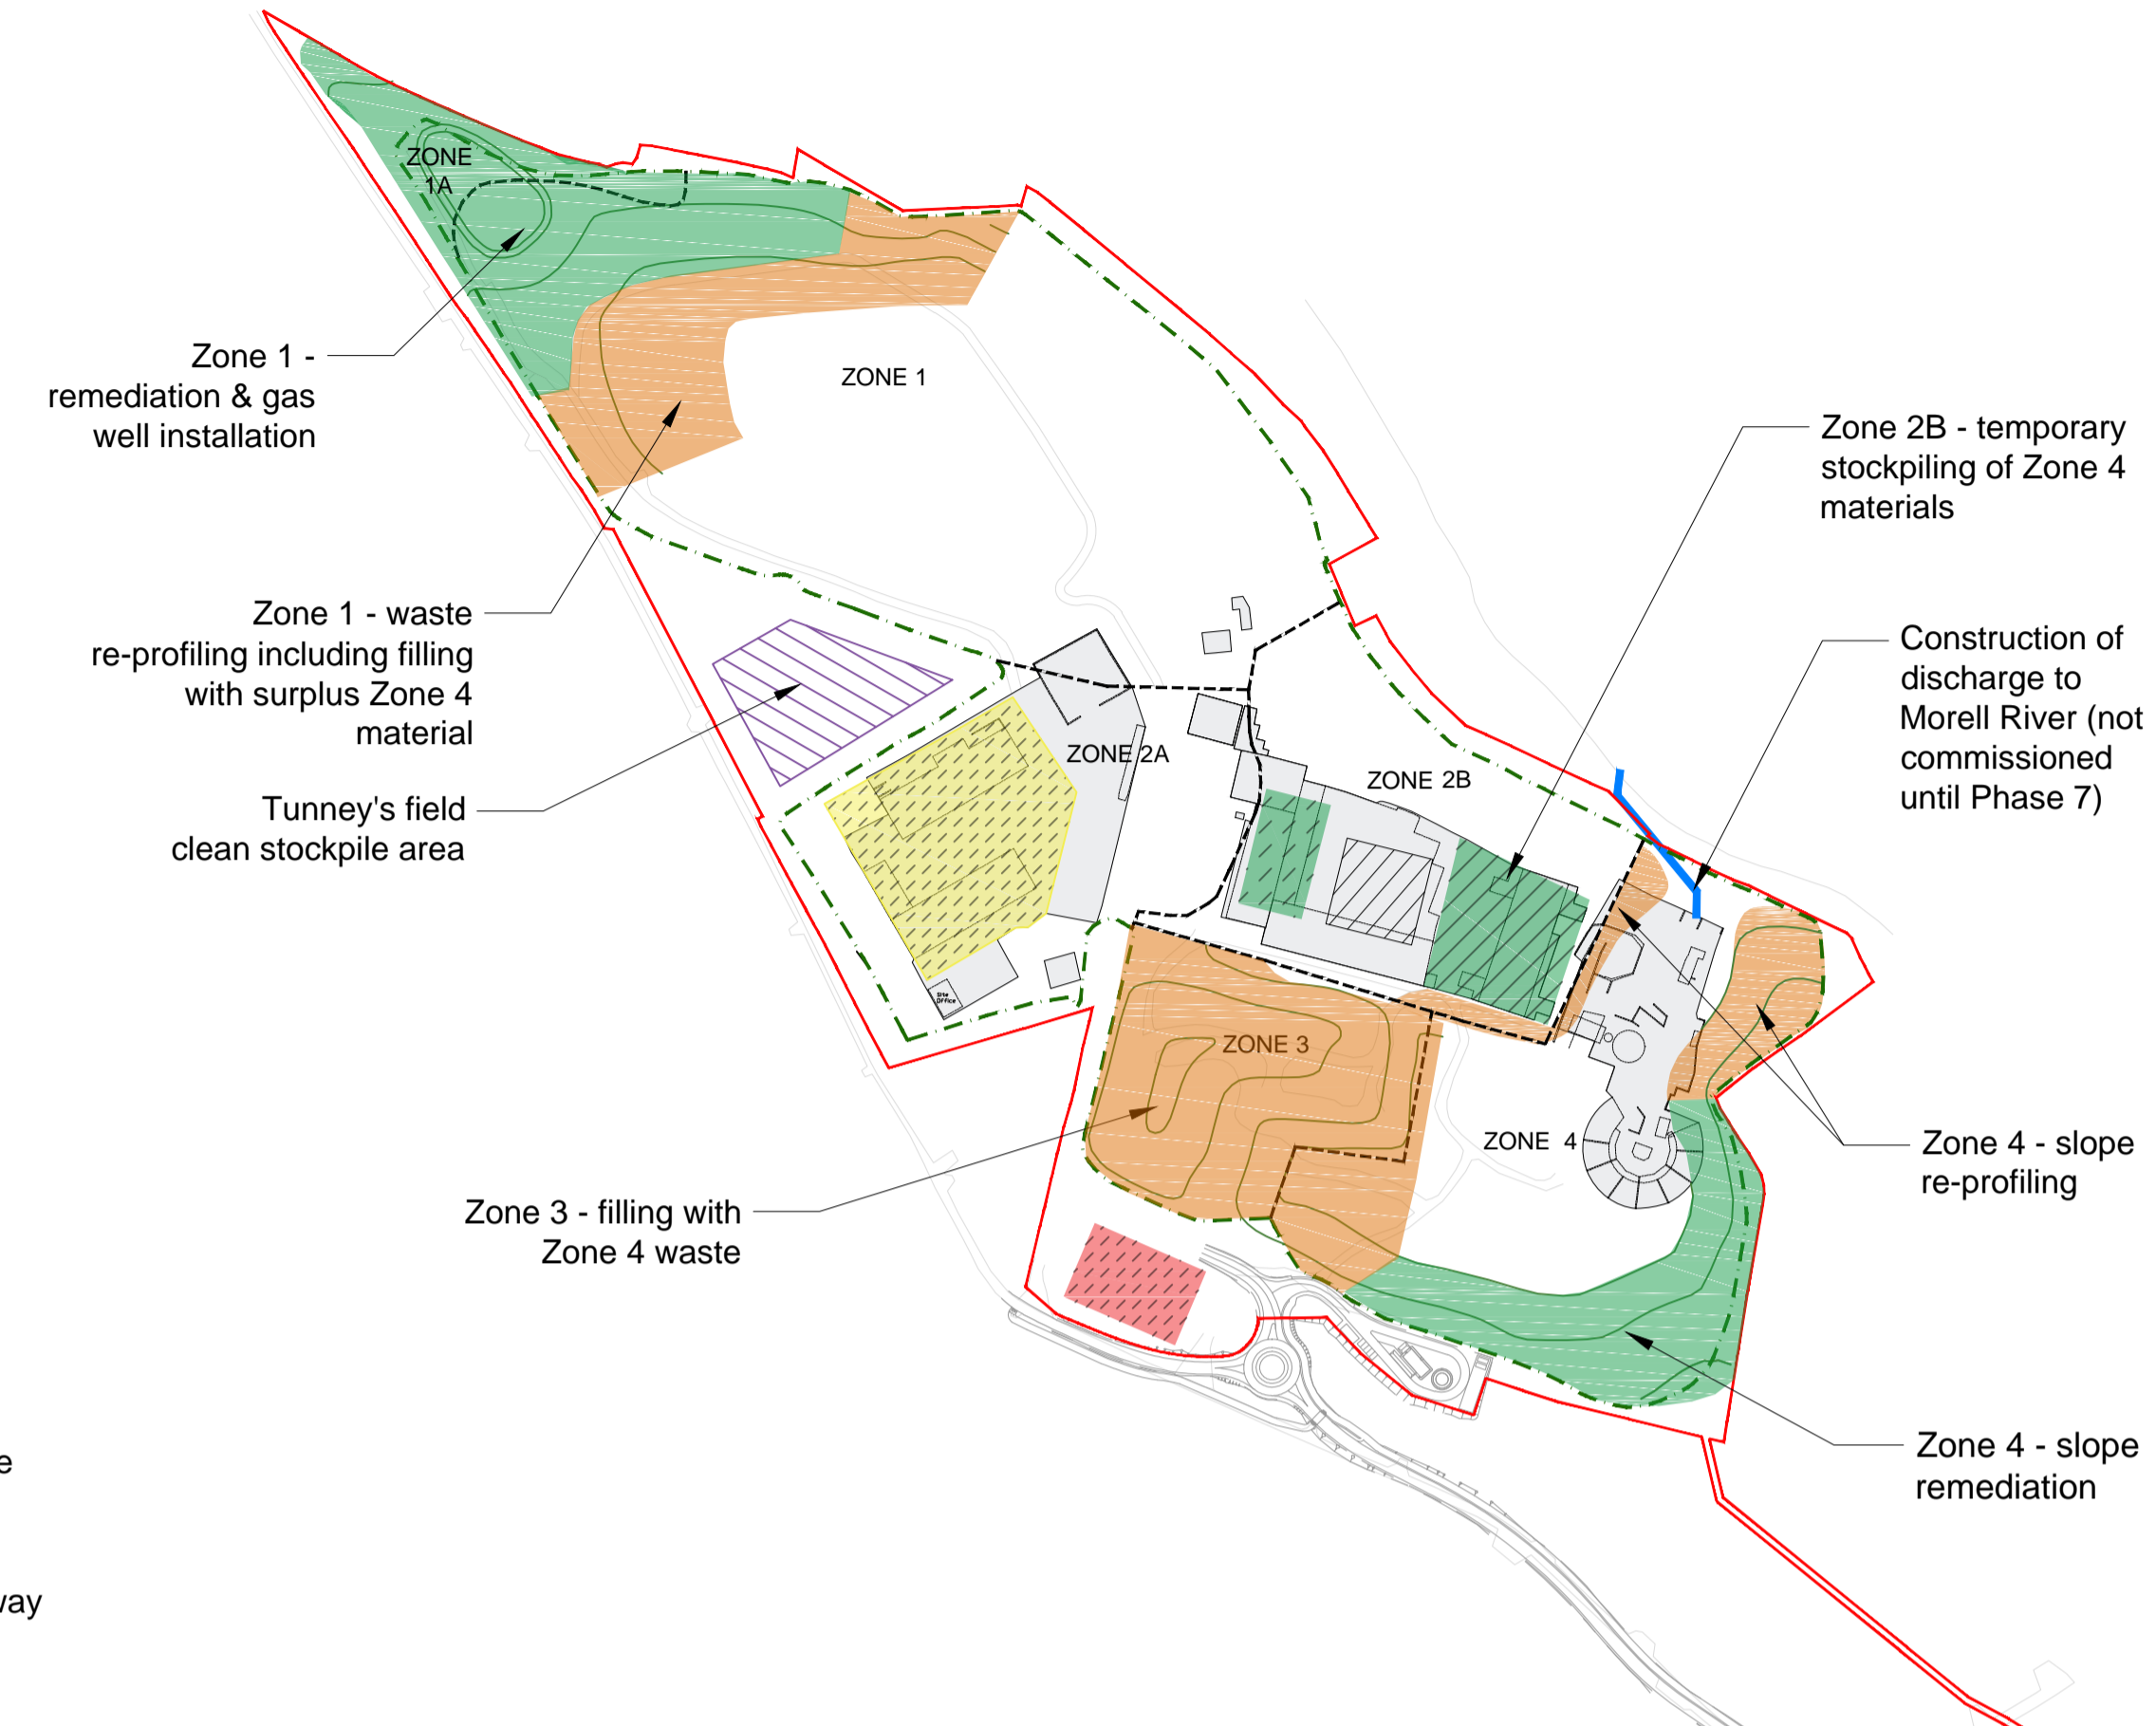 ZONE
1A
Zone 1 -
remediation & gas
well installation
ZONE 1
Zone 2B - temporary
stockpiling of Zone 4
materials
Zone 1 - waste
re-profiling including filling
with surplus Zone 4
material
Construction of
discharge to
Morell River (not
commissioned
until Phase 7)
ZONE 2A
ZONE 2B
Tunney's field
clean stockpile area
Site
Office
ZONE 3
ZONE 4
Zone 4 - slope
re-profiling
Zone 3 - filling with
Zone 4 waste
Zone 4 - slope
remediation
e
way